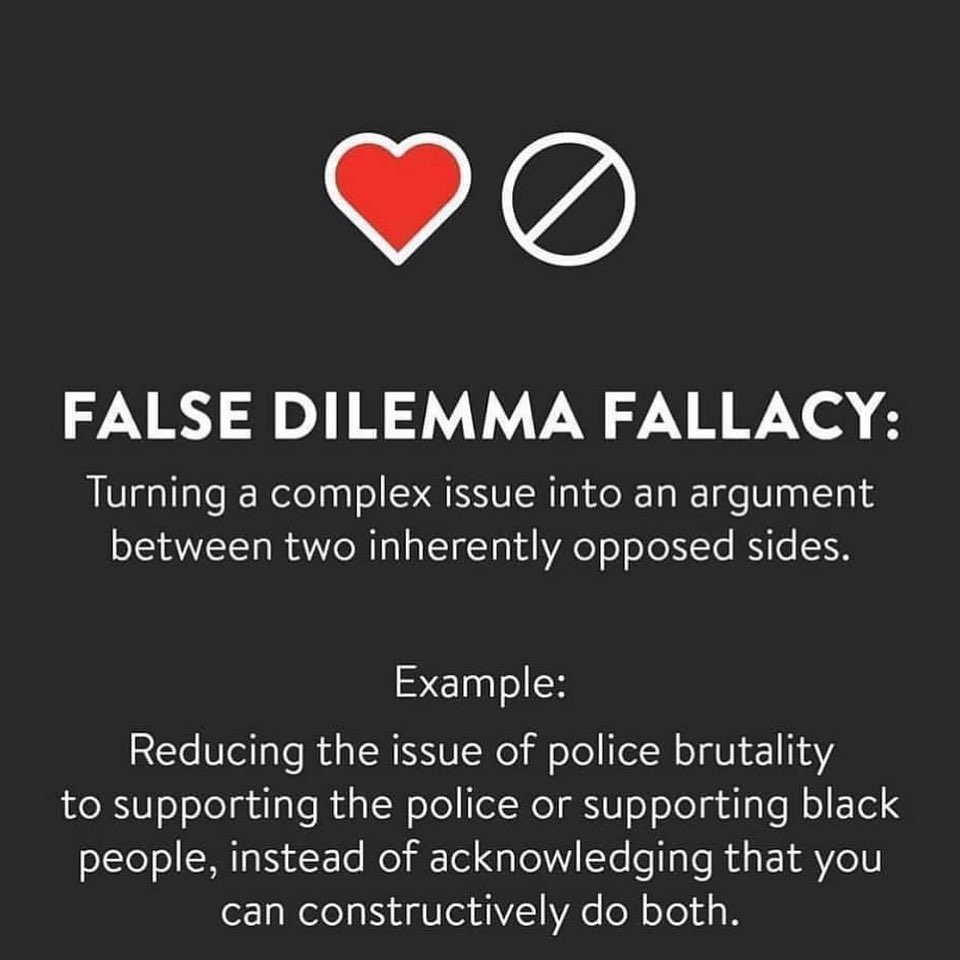 FALSE DILEMMA FALLACY:
Turning a complex issue into an argument
between two inherently opposed sides.
Example:
Reducing the issue of police brutality
to supporting the police or supporting black
people, instead of acknowledging that you
can constructively do both.